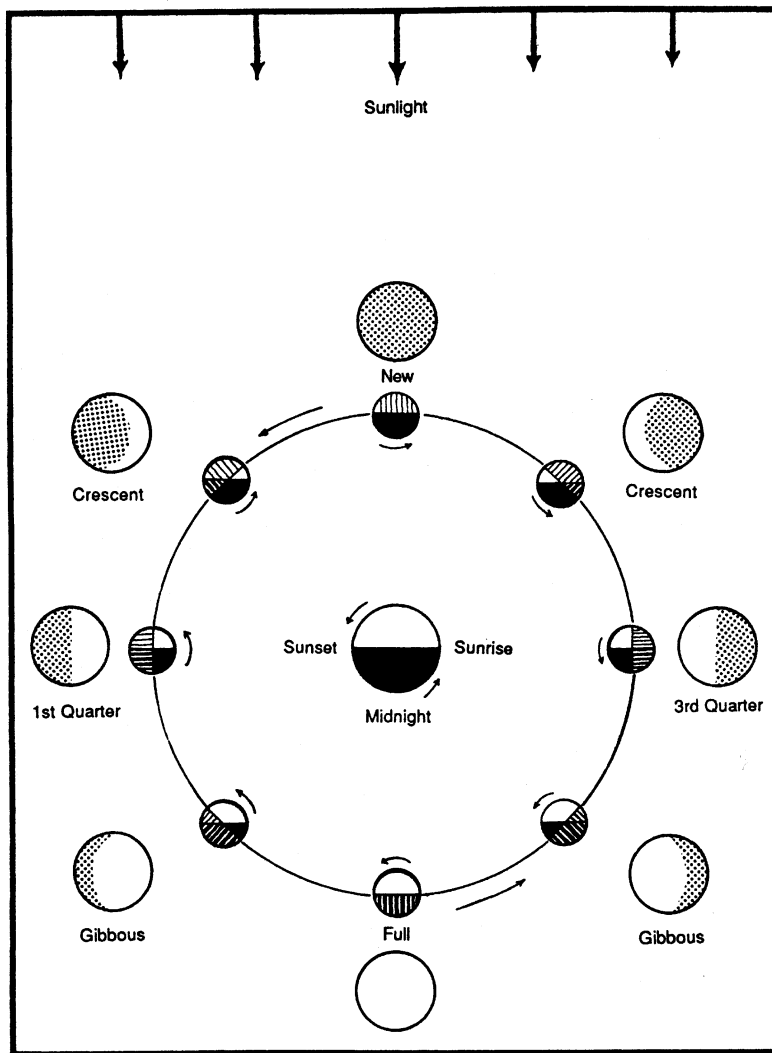 Sunlight
New
Crescent
Crescent
Sunset
Sunrise
1st Quarter
3rd Quarter
Midnight
Gibbous
Full
Gibbous